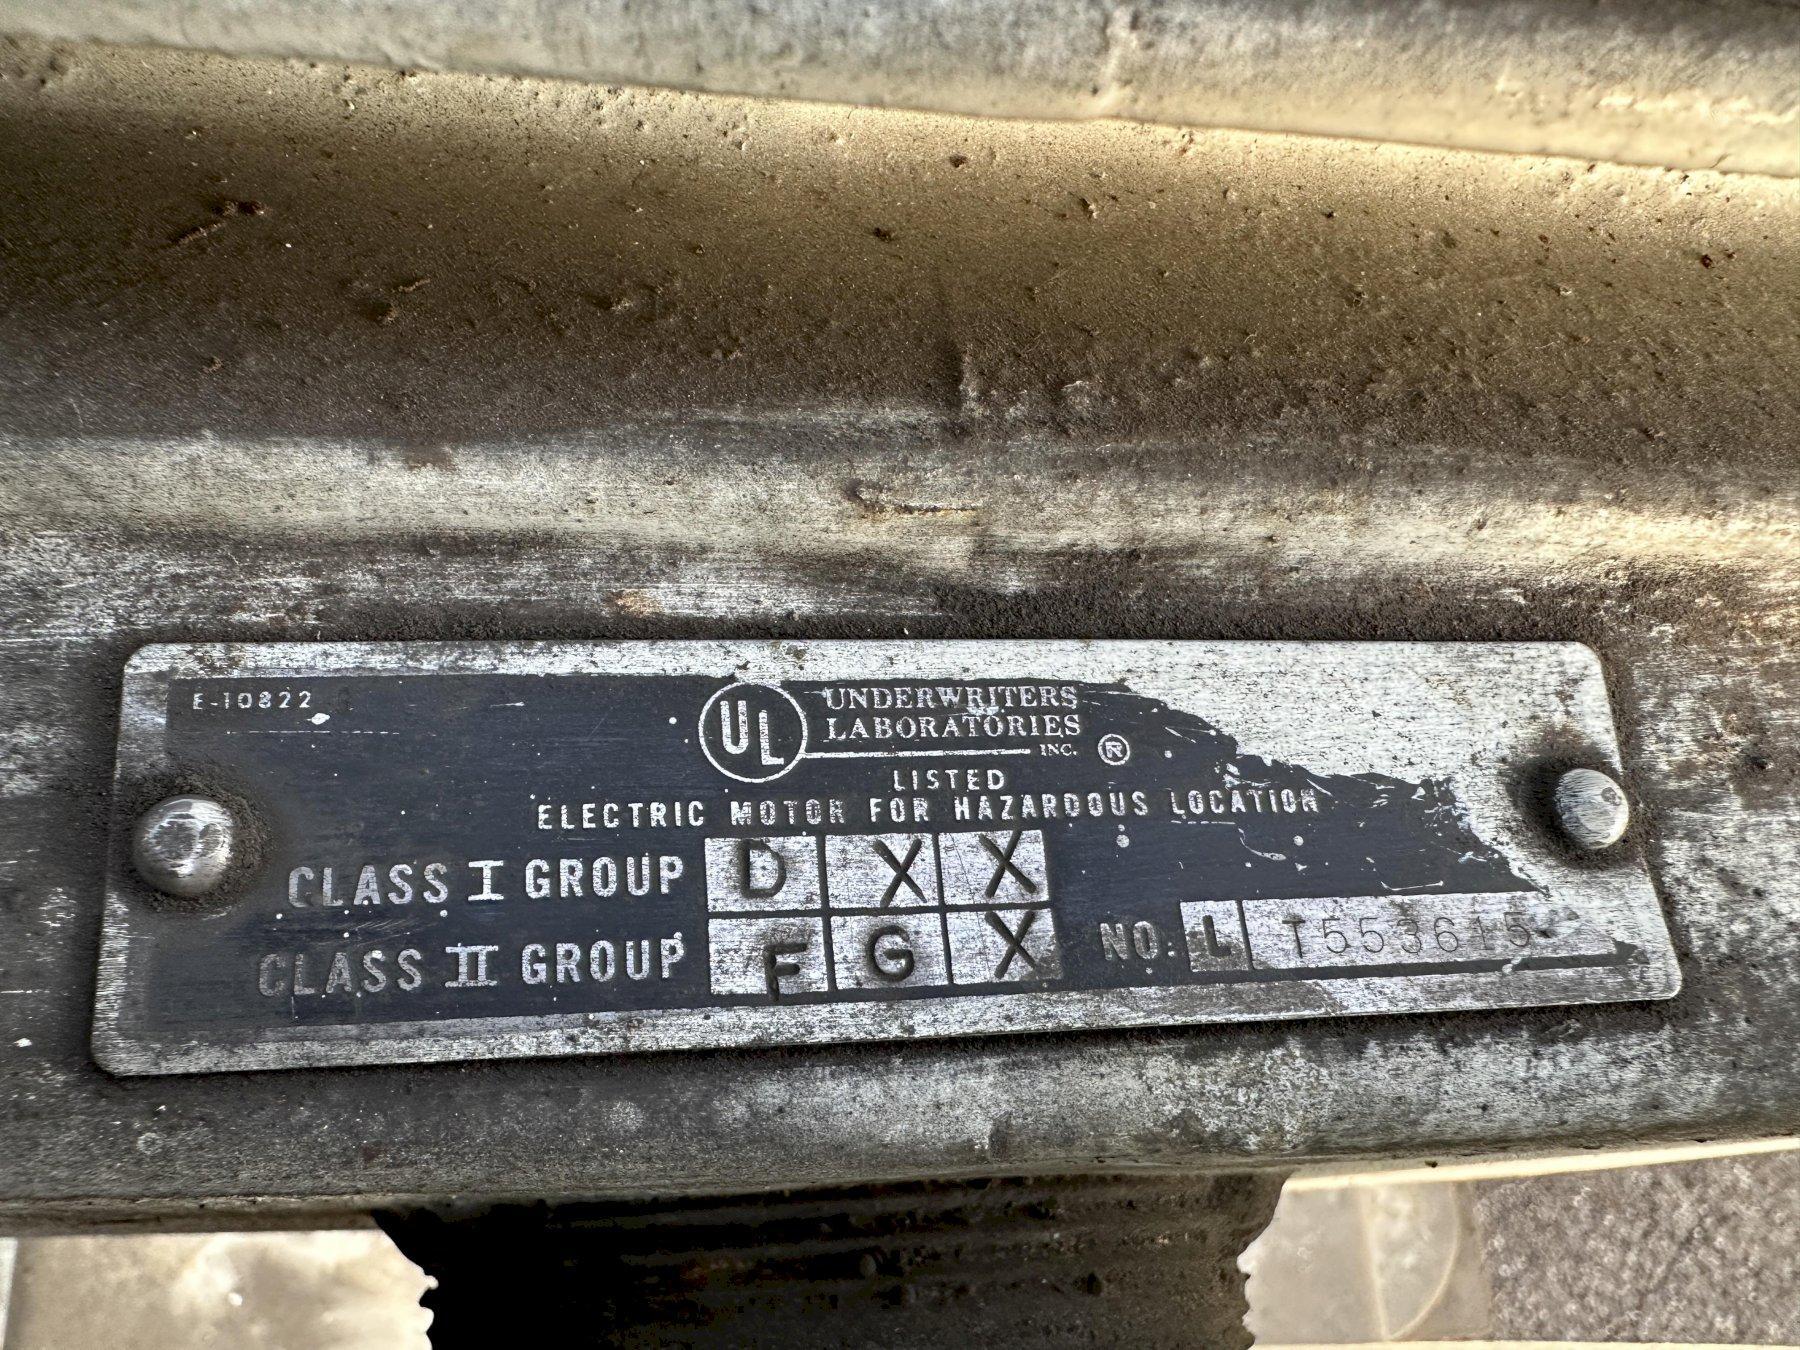 E-10822
UL UNDERWRITERS
LABORATORIES
INC. ®
LISTED
ELECTRIC MOTOR FOR HAZARDOUS LOCATION
CLASS I GROUP D X X
CLASS II GROUP F G X NO. L T553615